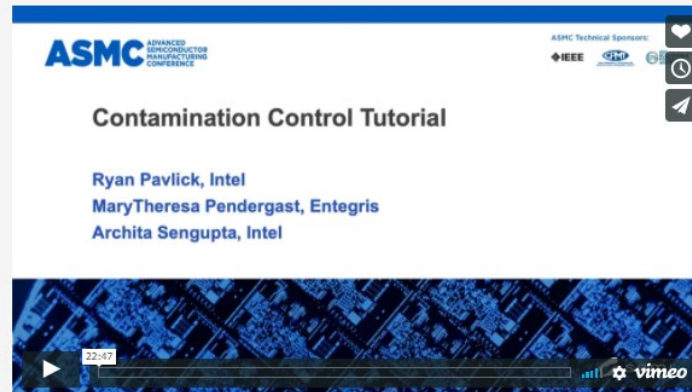 ASMC
ADVANCED
SEMICONDUCTOR
MANUFACTURING
CONFERENCE
ASMC Technical Sponsors:
IEEE
Contamination Control Tutorial
Ryan Pavlick, Intel
MaryTheresa Pendergast, Entegris
Archita Sengupta, Intel
22:47
vimeo